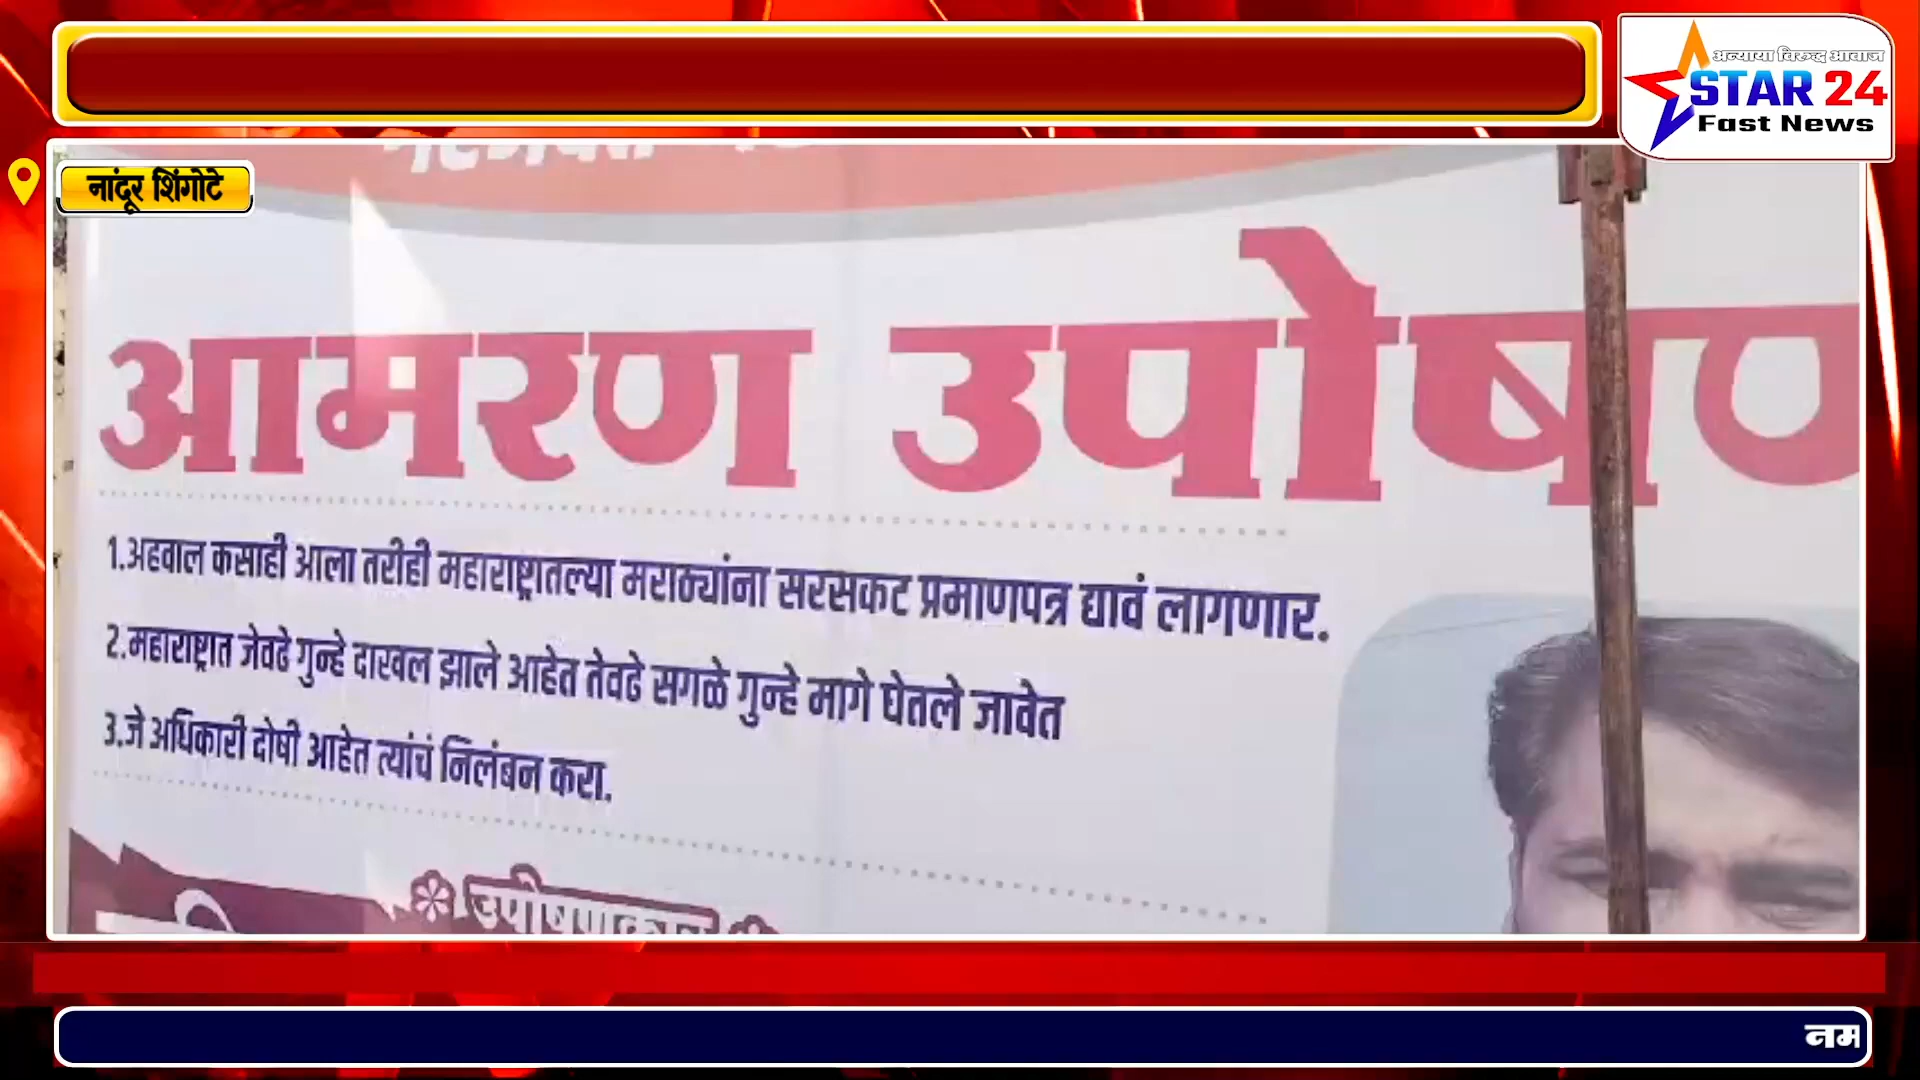 अन्याया विरुद्ध आवाज
STAR 24
Fast News
नांदूर शिंगोटे
आमरण उपोषण
1.अहवाल कसाही आला तरीही महाराष्ट्रातल्या मराठ्यांना सरसकट प्रमाणपत्र द्यावं लागणार.
2.महाराष्ट्रात जेवढे गुन्हे दाखल झाले आहेत तेवढे सगळे गुन्हे मागे घेतले जावेत
3.जे अधिकारी दोषी आहेत त्यांचं निलंबन करा.
नम